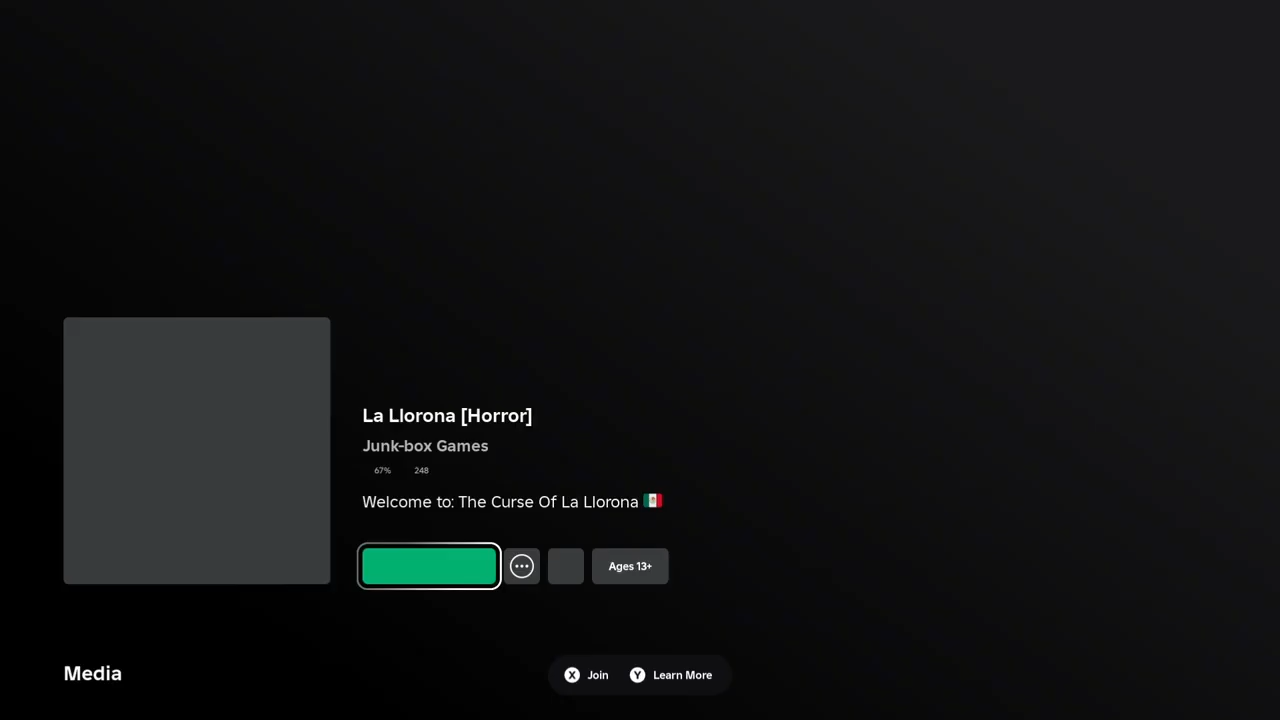 La Llorona [Horror]
Junk-box Games
67% 248
Welcome to: The Curse Of La Llorona 🇲🇽
Ages 13+
Media
X Join Y Learn More